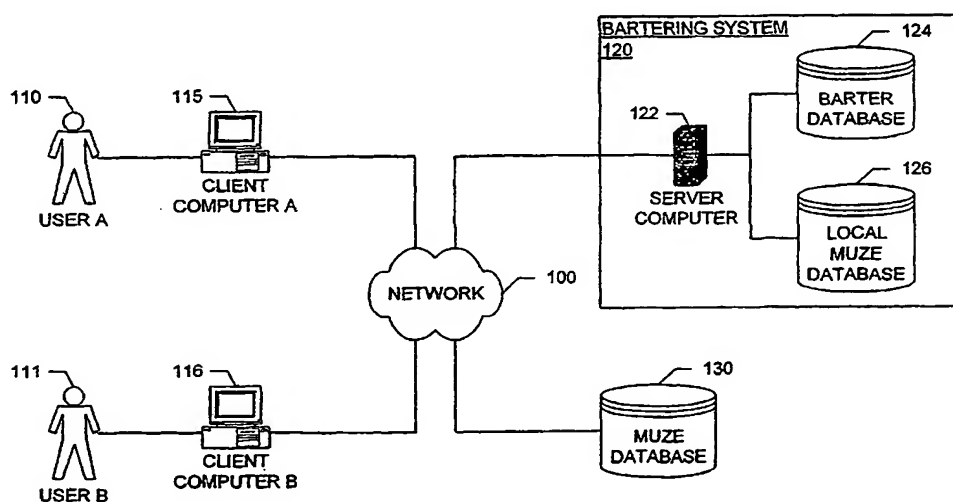 BARTERING SYSTEM
120
124
BARTER
DATABASE
110
USER A
115
CLIENT
COMPUTER A
122
SERVER
COMPUTER
126
LOCAL
MUZE
DATABASE
NETWORK
100
111
USER B
116
CLIENT
COMPUTER B
130
MUZE
DATABASE